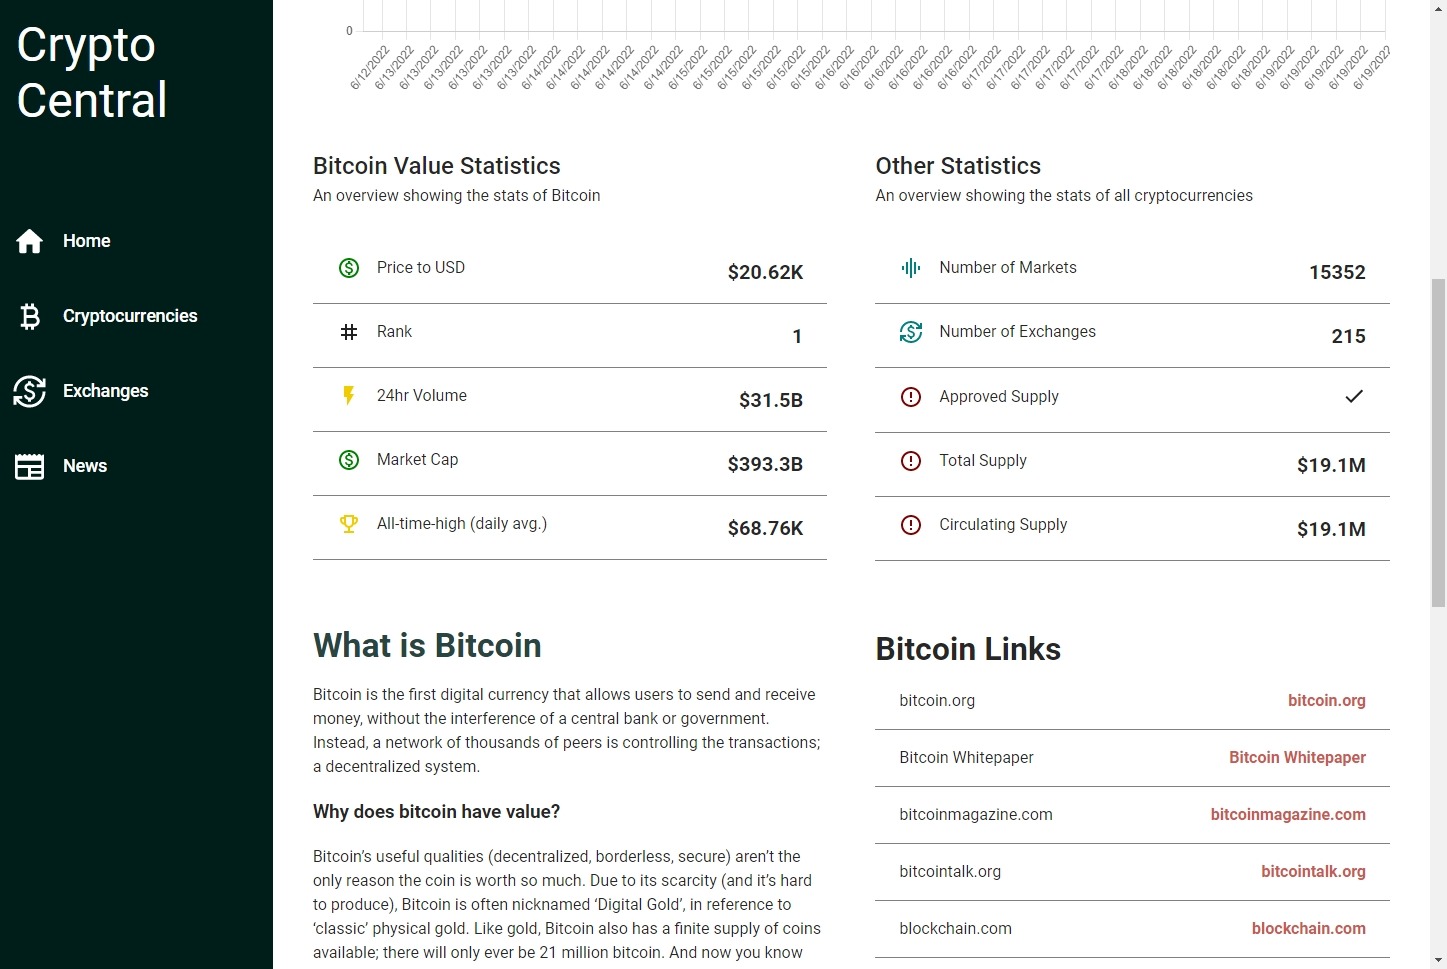 Crypto
Central
Home
Cryptocurrencies
Exchanges
News
0
6/12/2022 6/13/2022 6/13/2022 6/13/2022 6/13/2022 6/13/2022 6/13/2022 6/14/2022 6/14/2022 6/14/2022 6/14/2022 6/14/2022 6/14/2022 6/15/2022 6/15/2022 6/15/2022 6/15/2022 6/15/2022 6/15/2022 6/16/2022 6/16/2022 6/16/2022 6/16/2022 6/16/2022 6/16/2022 6/17/2022 6/17/2022 6/17/2022 6/17/2022 6/17/2022 6/17/2022 6/18/2022 6/18/2022 6/18/2022 6/18/2022 6/18/2022 6/18/2022 6/19/2022 6/19/2022 6/19/2022 6/19/2022 6/19/2022
Bitcoin Value Statistics
An overview showing the stats of Bitcoin
Price to USD $20.62K
Rank 1
24hr Volume $31.5B
Market Cap $393.3B
All-time-high (daily avg.) $68.76K
Other Statistics
An overview showing the stats of all cryptocurrencies
Number of Markets 15352
Number of Exchanges 215
Approved Supply
Total Supply $19.1M
Circulating Supply $19.1M
What is Bitcoin
Bitcoin is the first digital currency that allows users to send and receive
money, without the interference of a central bank or government.
Instead, a network of thousands of peers is controlling the transactions;
a decentralized system.
Why does bitcoin have value?
Bitcoin’s useful qualities (decentralized, borderless, secure) aren’t the
only reason the coin is worth so much. Due to its scarcity (and it’s hard
to produce), Bitcoin is often nicknamed ‘Digital Gold’, in reference to
‘classic’ physical gold. Like gold, Bitcoin also has a finite supply of coins
available; there will only ever be 21 million bitcoin. And now you know
Bitcoin Links
bitcoin.org bitcoin.org
Bitcoin Whitepaper Bitcoin Whitepaper
bitcoinmagazine.com bitcoinmagazine.com
bitcointalk.org bitcointalk.org
blockchain.com blockchain.com